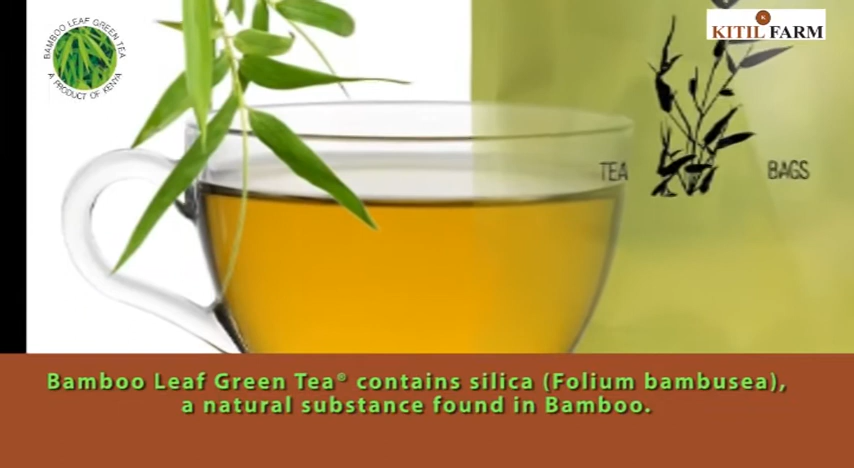 BAMBOO LEAF GREEN TEA
A PRODUCT OF KENYA
KITIL FARM
TEA BAGS
Bamboo Leaf Green Tea® contains silica (Folium bambusea),
a natural substance found in Bamboo.